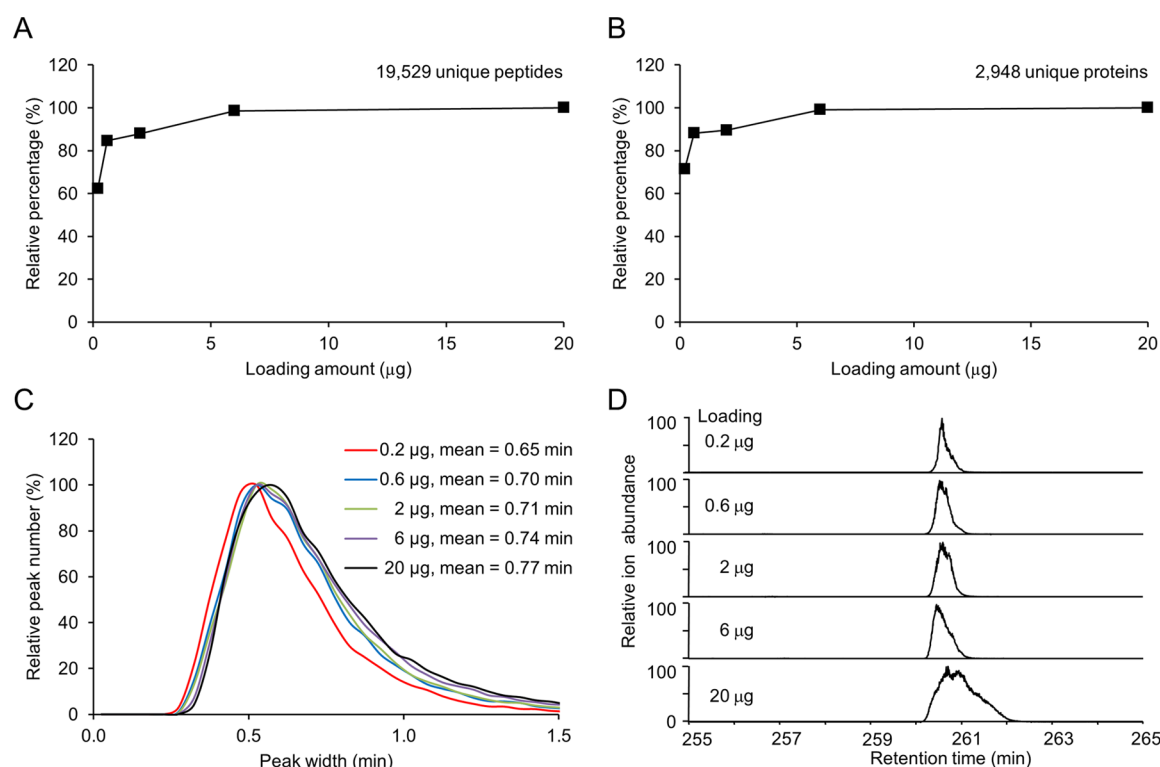 A
120
100
80
60
40
20
0
Relative percentage (%)
19,529 unique peptides
0 5 10 15 20
Loading amount (μg)
B
120
100
80
60
40
20
0
Relative percentage (%)
2,948 unique proteins
0 5 10 15 20
Loading amount (μg)
C
120
100
80
60
40
20
0
Relative peak number (%)
0.2 μg, mean = 0.65 min
0.6 μg, mean = 0.70 min
2 μg, mean = 0.71 min
6 μg, mean = 0.74 min
20 μg, mean = 0.77 min
0.0 0.5 1.0 1.5
Peak width (min)
D
Relative ion abundance
Loading
100
0.2 μg
100
0.6 μg
100
2 μg
100
6 μg
100
20 μg
0
255 257 259 261 263 265
Retention time (min)